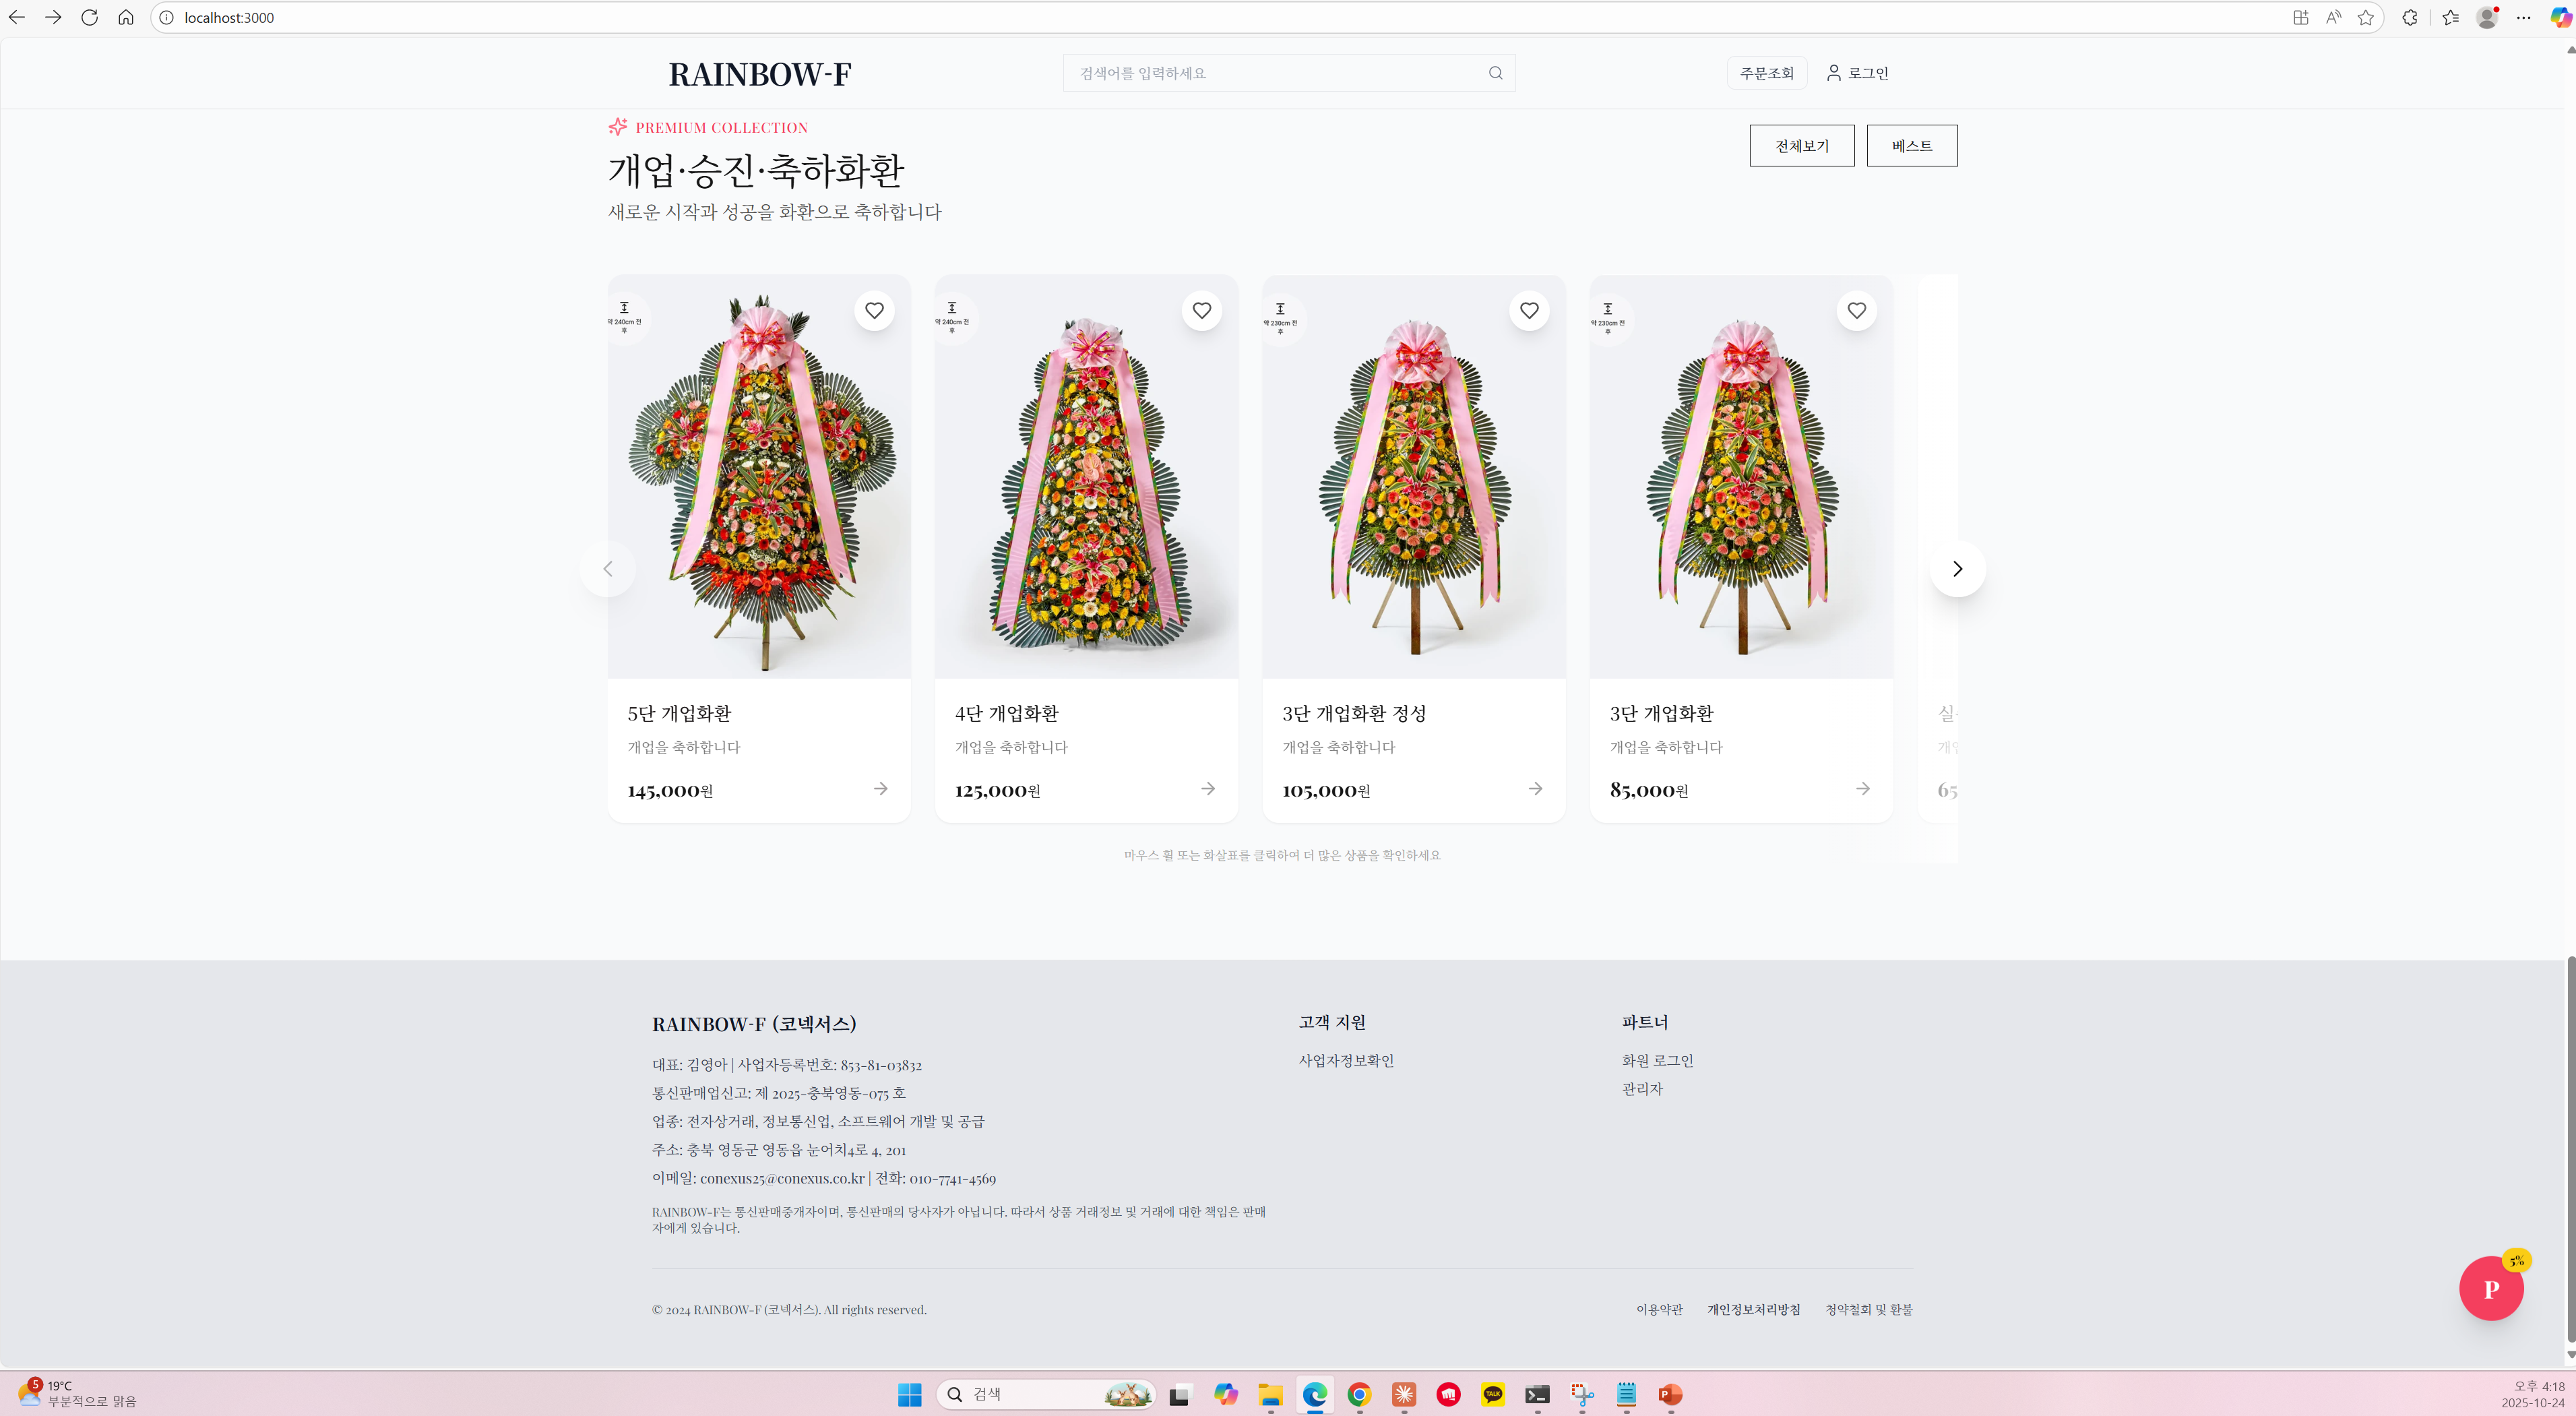 localhost:3000
RAINBOW-F
검색어를 입력하세요
주문조회
로그인
PREMIUM COLLECTION
개업·승진·축하화환
새로운 시작과 성공을 화환으로 축하합니다
전체보기
베스트
약 240cm 전
후
약 240cm 전
후
약 230cm 전
후
약 230cm 전
후
5단 개업화환
개업을 축하합니다
145,000원
4단 개업화환
개업을 축하합니다
125,000원
3단 개업화환 정성
개업을 축하합니다
105,000원
3단 개업화환
개업을 축하합니다
85,000원
마우스 휠 또는 화살표를 클릭하여 더 많은 상품을 확인하세요
RAINBOW-F (코넥서스)
대표: 김영아 | 사업자등록번호: 853-81-03832
통신판매업신고: 제 2025-충북영동-075 호
업종: 전자상거래, 정보통신업, 소프트웨어 개발 및 공급
주소: 충북 영동군 영동읍 눈어치4로 4, 201
이메일: conexus25@conexus.co.kr | 전화: 010-7741-4569
RAINBOW-F는 통신판매중개자이며, 통신판매의 당사자가 아닙니다. 따라서 상품 거래정보 및 거래에 대한 책임은 판매
자에게 있습니다.
고객 지원
사업자정보확인
파트너
화원 로그인
관리자
© 2024 RAINBOW-F (코넥서스). All rights reserved.
이용약관
개인정보처리방침
청약철회 및 환불
5%
P
5
19°C
부분적으로 맑음
검색
TALK
오후 4:18
2025-10-24